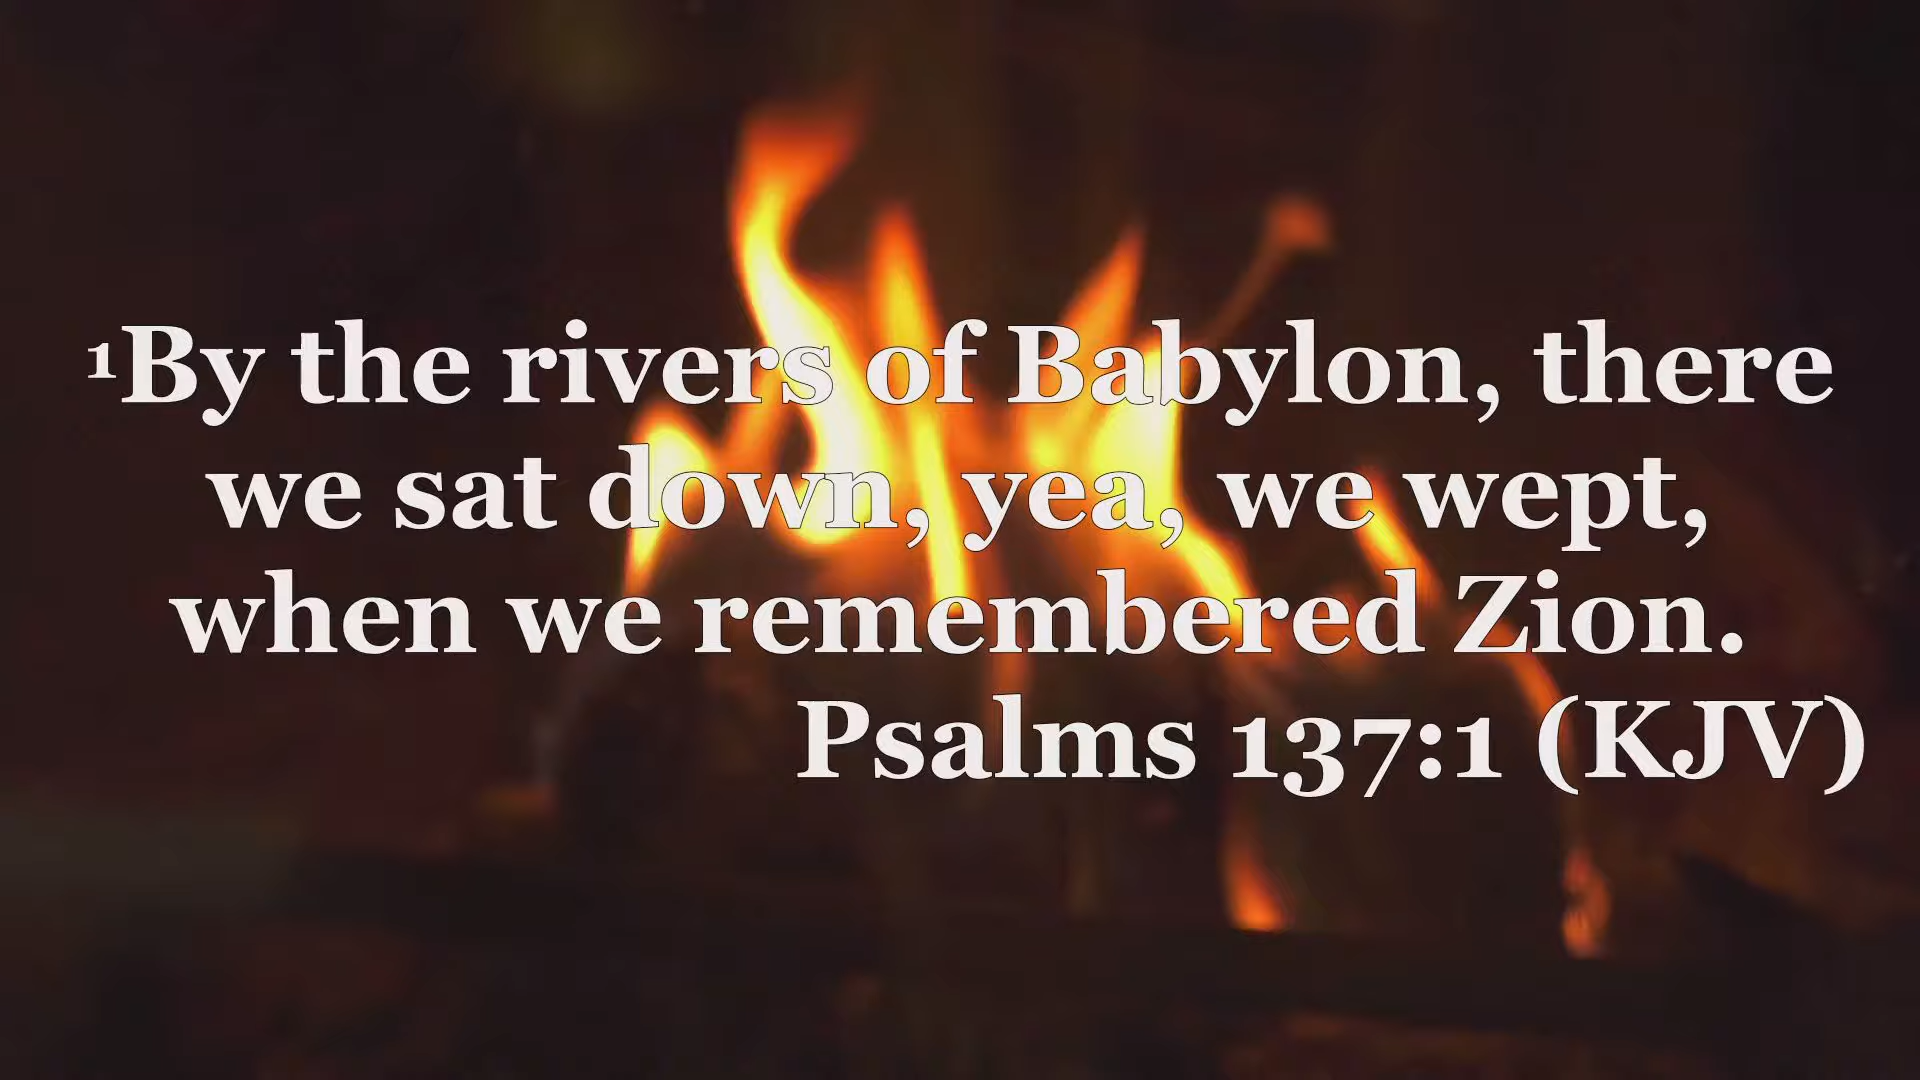 ¹By the rivers of Babylon, there
we sat down, yea, we wept,
when we remembered Zion.
Psalms 137:1 (KJV)